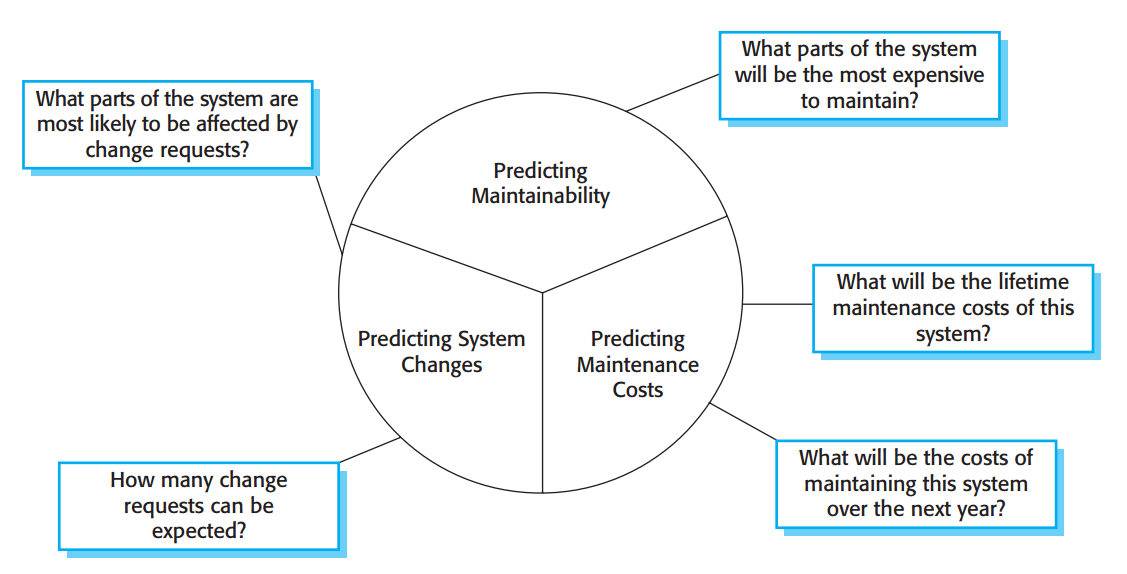 What parts of the system
will be the most expensive
to maintain?
What parts of the system are
most likely to be affected by
change requests?
Predicting
Maintainability
What will be the lifetime
maintenance costs of this
system?
Predicting System
Changes
Predicting
Maintenance
Costs
What will be the costs of
maintaining this system
over the next year?
How many change
requests can be
expected?